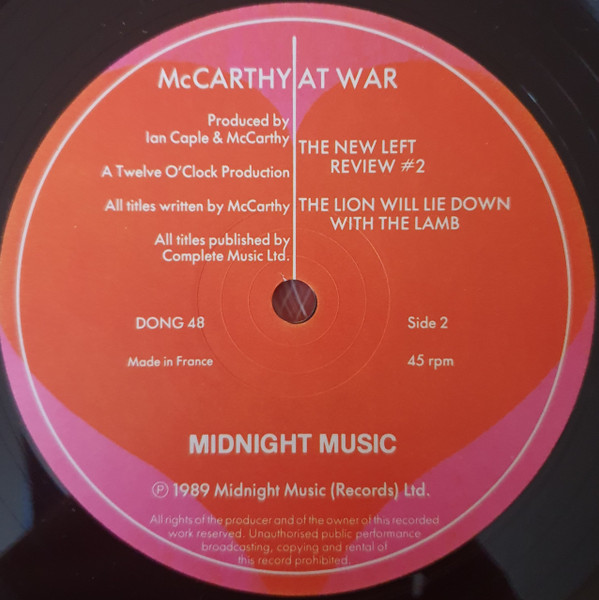 McCARTHY AT WAR
Produced by
Ian Caple & McCarthy
A Twelve O'Clock Production
All titles written by McCarthy
All titles published by
Complete Music Ltd.
THE NEW LEFT
REVIEW #2
THE LION WILL LIE DOWN
WITH THE LAMB
DONG 48
Side 2
Made in France
45 rpm
MIDNIGHT MUSIC
Ⓟ 1989 Midnight Music (Records) Ltd.
All rights of the producer and of the owner of this recorded
work reserved. Unauthorised public performance
broadcasting, copying and rental of
this record prohibited.